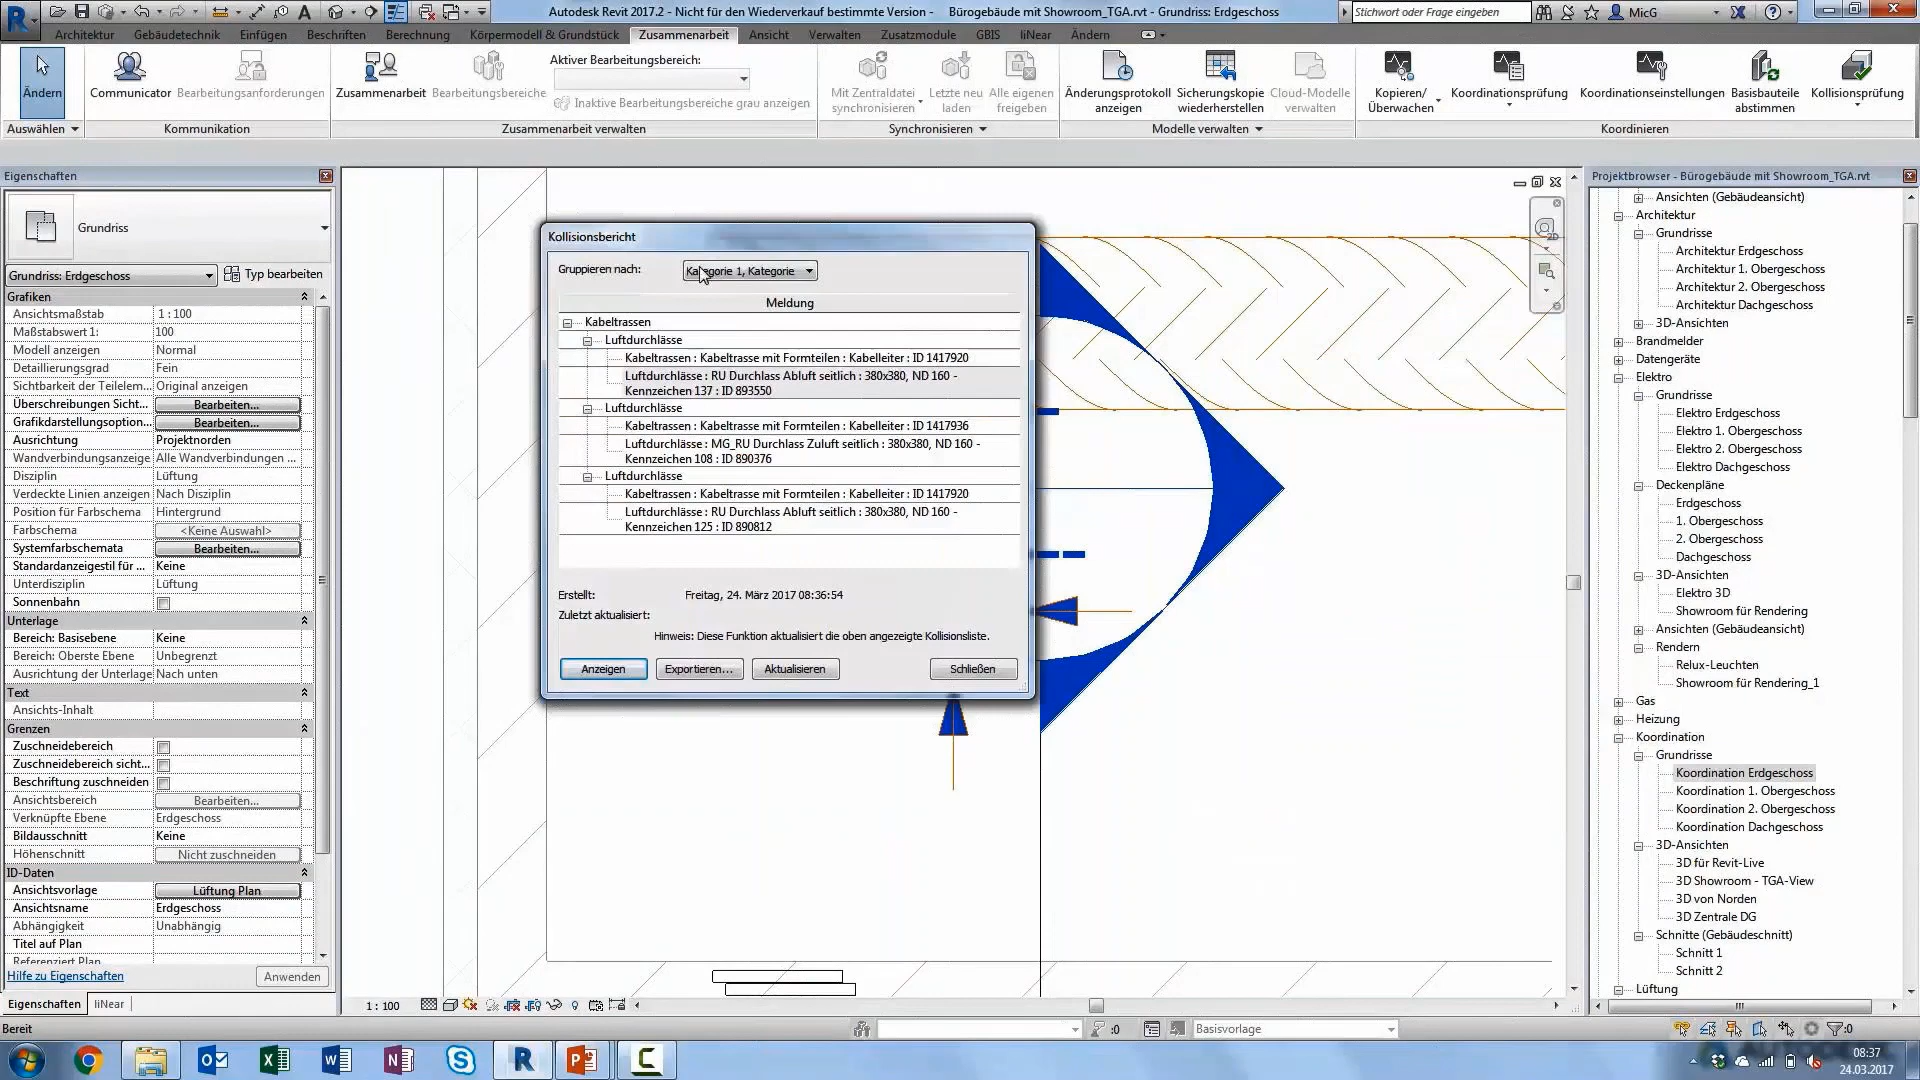 Autodesk Revit 2017.2 - Nicht für den Wiederverkauf bestimmte Version - Bürogebäude mit Showroom_TGA.rvt - Grundriss: Erdgeschoss
Stichwort oder Frage eingeben
MicG
Architektur Gebäudetechnik Einfügen Beschriften Berechnung Körpermodell & Grundstück Zusammenarbeit Ansicht Verwalten Zusatzmodule GBIS liNear Ändern
Ändern
Communicator
Bearbeitungsanforderungen
Zusammenarbeit
Bearbeitungsbereiche
Aktiver Bearbeitungsbereich:
Inaktive Bearbeitungsbereiche grau anzeigen
Mit Zentraldatei
synchronisieren
Letzte neu
laden
Alle eigenen
freigeben
Änderungsprotokoll
anzeigen
Sicherungskopie
wiederherstellen
Cloud-Modelle
verwalten
Kopieren/
Überwachen
Koordinationsprüfung
Koordinationseinstellungen
Basisbauteile
abstimmen
Kollisionsprüfung
Auswählen
Kommunikation
Zusammenarbeit verwalten
Synchronisieren
Modelle verwalten
Koordinieren
Eigenschaften
Grundriss
Grundriss: Erdgeschoss
Typ bearbeiten
Grafiken
Ansichtsmaßstab 1 : 100
Maßstabswert 1: 100
Modell anzeigen Normal
Detaillierungsgrad Fein
Sichtbarkeit der Teilelem... Original anzeigen
Überschreibungen Sicht... Bearbeiten...
Grafikdarstellungsoption... Bearbeiten...
Ausrichtung Projektnorden
Wandverbindungsanzeige Alle Wandverbindungen ...
Disziplin Lüftung
Verdeckte Linien anzeigen Nach Disziplin
Position für Farbschema Hintergrund
Farbschema <Keine Auswahl>
Systemfarbschemata Bearbeiten...
Standardanzeigestil für ... Keine
Unterdisziplin Lüftung
Sonnenbahn
Unterlage
Bereich: Basisebene Keine
Bereich: Oberste Ebene Unbegrenzt
Ausrichtung der Unterlage Nach unten
Text
Ansichts-Inhalt
Grenzen
Zuschneidebereich
Zuschneidebereich sicht...
Beschriftung zuschneiden
Ansichtsbereich Bearbeiten...
Verknüpfte Ebene Erdgeschoss
Bildausschnitt Keine
Höhenschnitt Nicht zuschneiden
ID-Daten
Ansichtsvorlage Lüftung Plan
Ansichtsname Erdgeschoss
Abhängigkeit Unabhängig
Titel auf Plan
Referenziert Plan
Hilfe zu Eigenschaften
Anwenden
Eigenschaften liNear
Kollisionsbericht
Gruppieren nach: Kategorie 1, Kategorie
Meldung
Kabeltrassen
Luftdurchlässe
Kabeltrassen : Kabeltrasse mit Formteilen : Kabelleiter : ID 1417920
Luftdurchlässe : RU Durchlass Abluft seitlich : 380x380, ND 160 -
Kennzeichen 137 : ID 893550
Luftdurchlässe
Kabeltrassen : Kabeltrasse mit Formteilen : Kabelleiter : ID 1417936
Luftdurchlässe : MG_RU Durchlass Zuluft seitlich : 380x380, ND 160 -
Kennzeichen 108 : ID 890376
Luftdurchlässe
Kabeltrassen : Kabeltrasse mit Formteilen : Kabelleiter : ID 1417920
Luftdurchlässe : RU Durchlass Abluft seitlich : 380x380, ND 160 -
Kennzeichen 125 : ID 890812
Erstellt: Freitag, 24. März 2017 08:36:54
Zuletzt aktualisiert:
Hinweis: Diese Funktion aktualisiert die oben angezeigte Kollisionsliste.
Anzeigen
Exportieren...
Aktualisieren
Schließen
Projektbrowser - Bürogebäude mit Showroom_TGA.rvt
Ansichten (Gebäudeansicht)
Architektur
Grundrisse
Architektur Erdgeschoss
Architektur 1. Obergeschoss
Architektur 2. Obergeschoss
Architektur Dachgeschoss
3D-Ansichten
Brandmelder
Datengeräte
Elektro
Grundrisse
Elektro Erdgeschoss
Elektro 1. Obergeschoss
Elektro 2. Obergeschoss
Elektro Dachgeschoss
Deckenpläne
Erdgeschoss
1. Obergeschoss
2. Obergeschoss
Dachgeschoss
3D-Ansichten
Elektro 3D
Showroom für Rendering
Ansichten (Gebäudeansicht)
Rendern
Relux-Leuchten
Showroom für Rendering_1
Gas
Heizung
Koordination
Grundrisse
Koordination Erdgeschoss
Koordination 1. Obergeschoss
Koordination 2. Obergeschoss
Koordination Dachgeschoss
3D-Ansichten
3D für Revit-Live
3D Showroom - TGA-View
3D von Norden
3D Zentrale DG
Schnitte (Gebäudeschnitt)
Schnitt 1
Schnitt 2
Lüftung
1 : 100
Bereit
:0
Basisvorlage
:0
08:37
24.03.2017